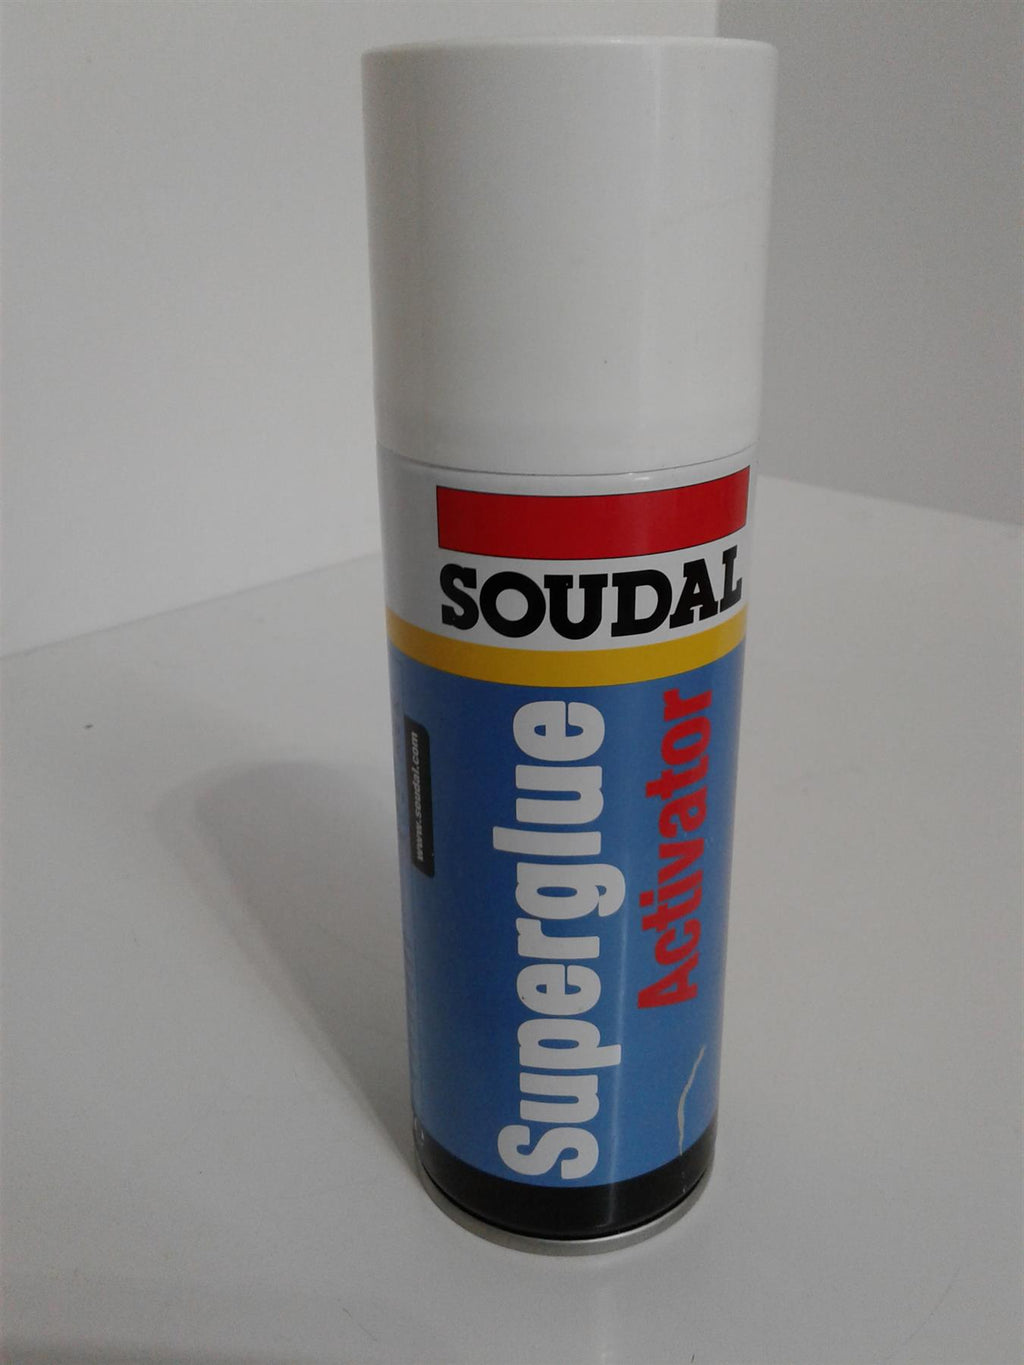 SOUDAL
Superglue
Activator
www.soudal.com